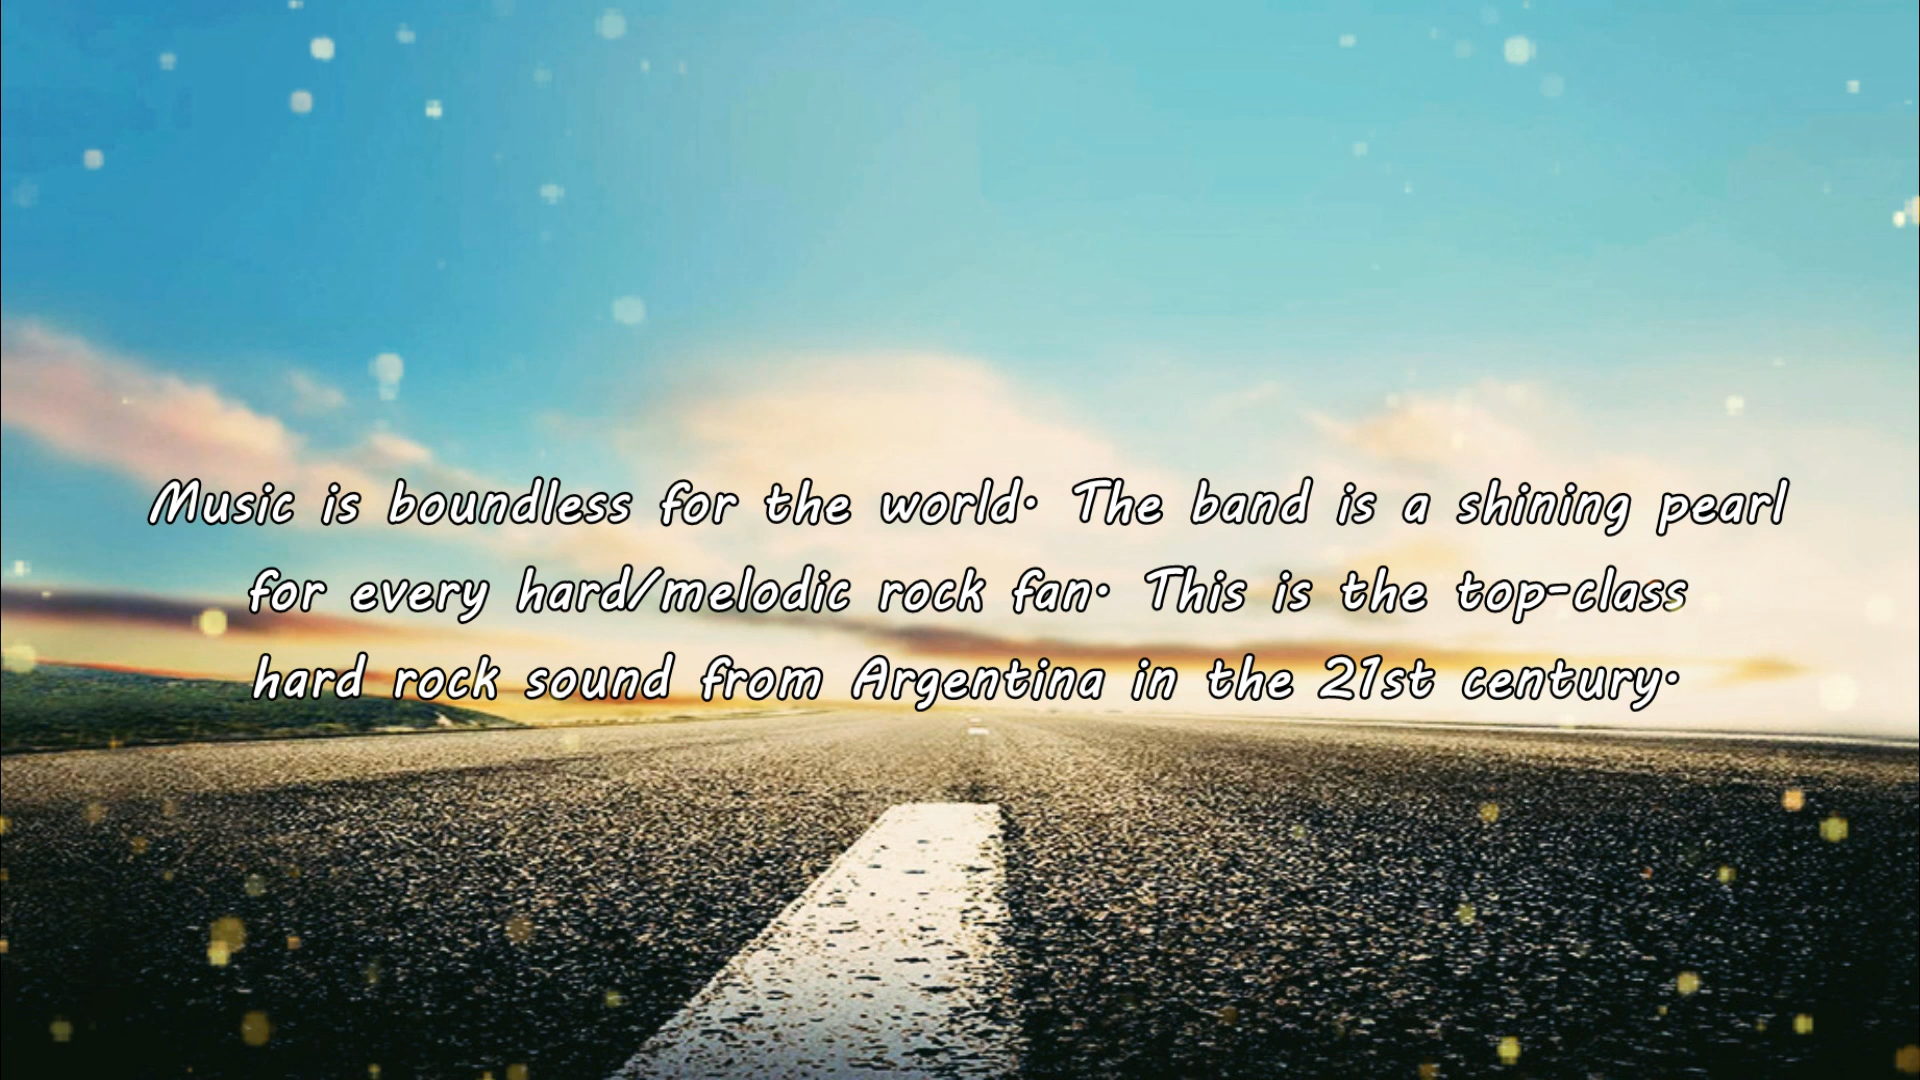 Music is boundless for the world. The band is a shining pearl
for every hard/melodic rock fan. This is the top-class
hard rock sound from Argentina in the 21st century.